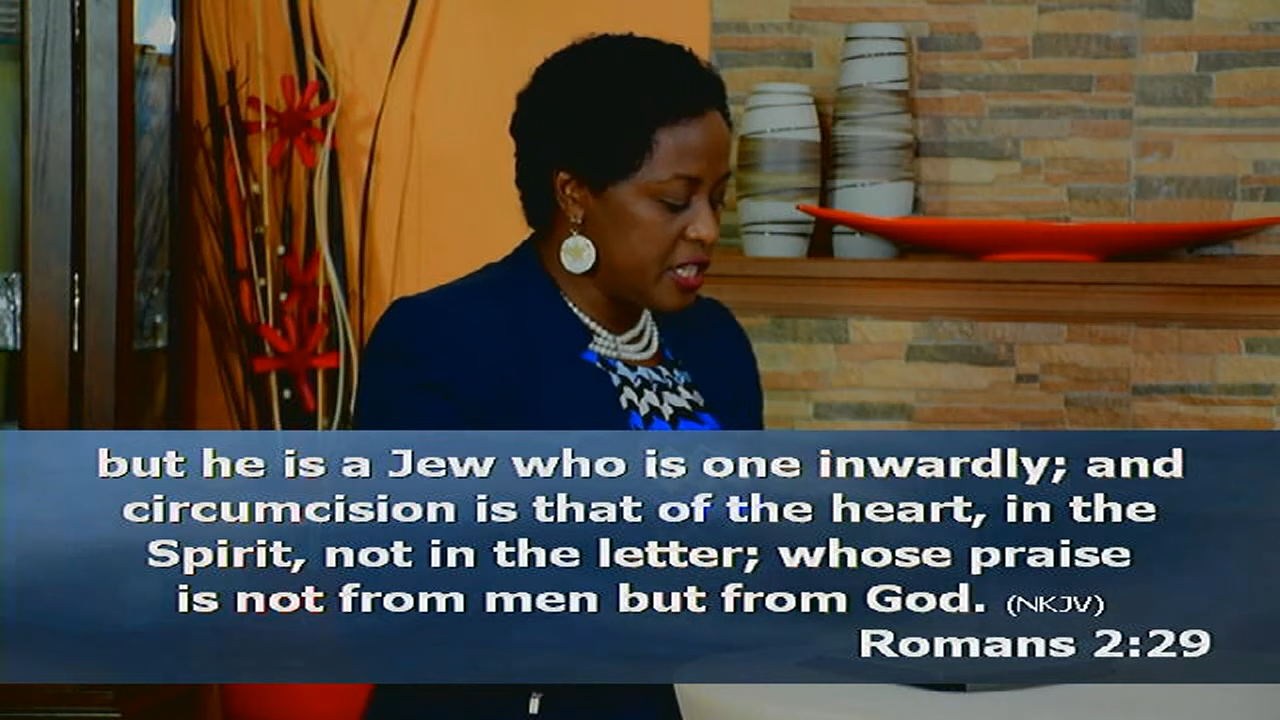 but he is a Jew who is one inwardly; and
circumcision is that of the heart, in the
Spirit, not in the letter; whose praise
is not from men but from God. (NKJV)
Romans 2:29